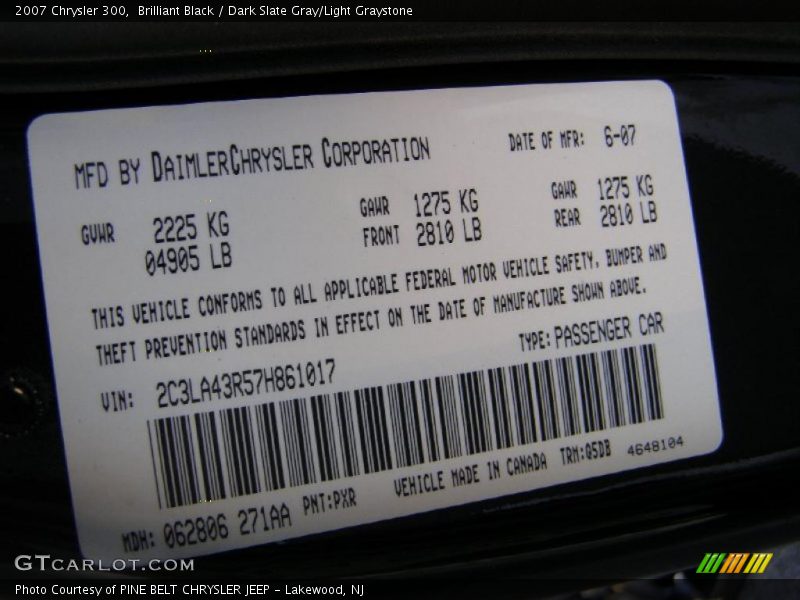 2007 Chrysler 300, Brilliant Black / Dark Slate Gray/Light Graystone
MFD BY DAIMLERCHRYSLER CORPORATION DATE OF MFR: 6-07
GVWR 2225 KG GAWR 1275 KG GAWR 1275 KG
04905 LB FRONT 2810 LB REAR 2810 LB
THIS VEHICLE CONFORMS TO ALL APPLICABLE FEDERAL MOTOR VEHICLE SAFETY, BUMPER AND
THEFT PREVENTION STANDARDS IN EFFECT ON THE DATE OF MANUFACTURE SHOWN ABOVE.
VIN: 2C3LA43R57H861017 TYPE: PASSENGER CAR
MDH: 062806 271AA PNT:PXR VEHICLE MADE IN CANADA TRM:Q5DB 4648104
GTCARLOT.COM
Photo Courtesy of PINE BELT CHRYSLER JEEP - Lakewood, NJ